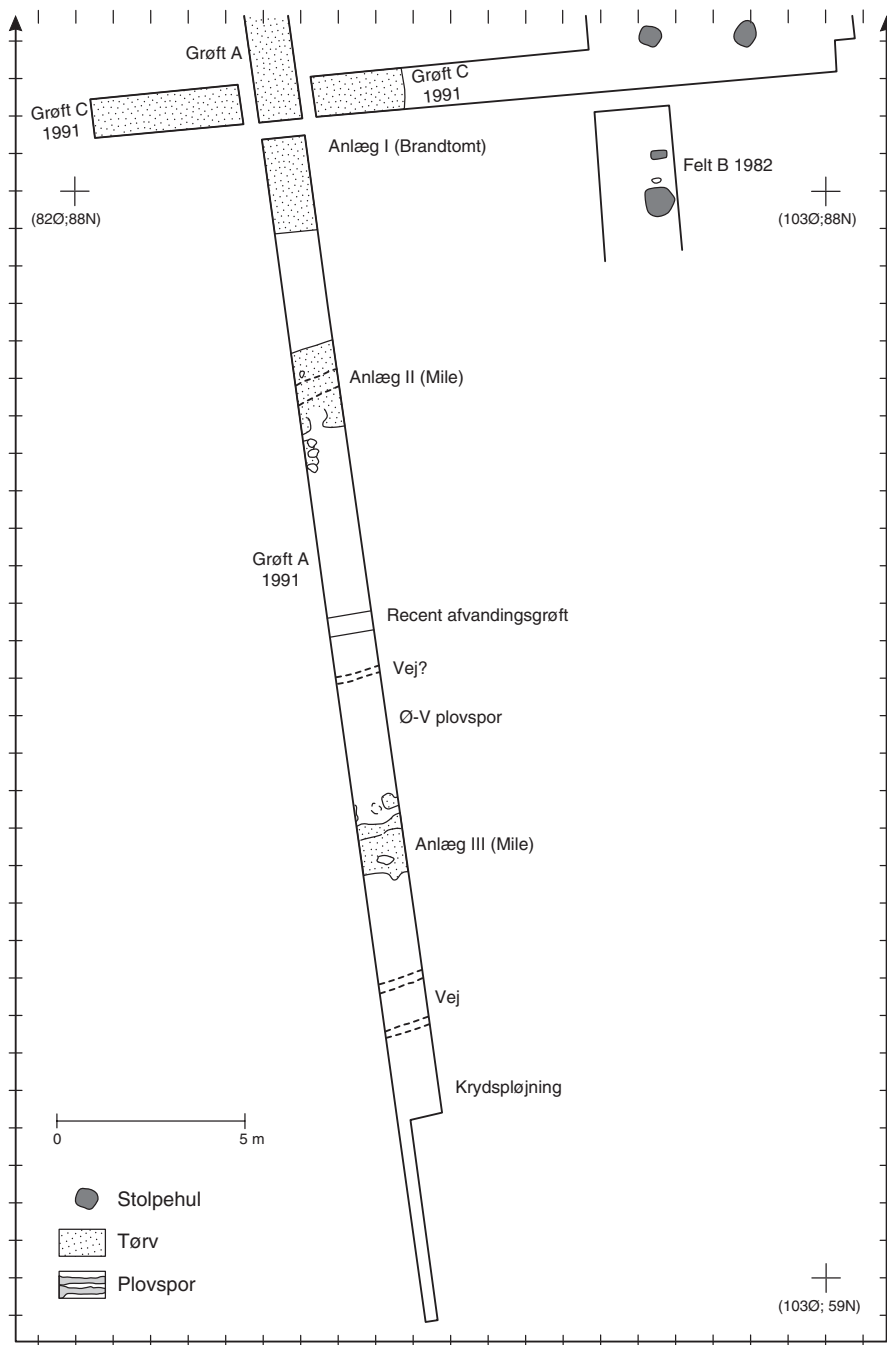 Grøft A
Grøft C
1991
Grøft C
1991
Anlæg I (Brandtomt)
Felt B 1982
(82Ø;88N)
(103Ø;88N)
Anlæg II (Mile)
Grøft A
1991
Recent afvandingsgrøft
Vej?
Ø-V plovspor
Anlæg III (Mile)
Vej
Krydspløjning
0
5 m
Stolpehul
Tørv
Plovspor
(103Ø; 59N)